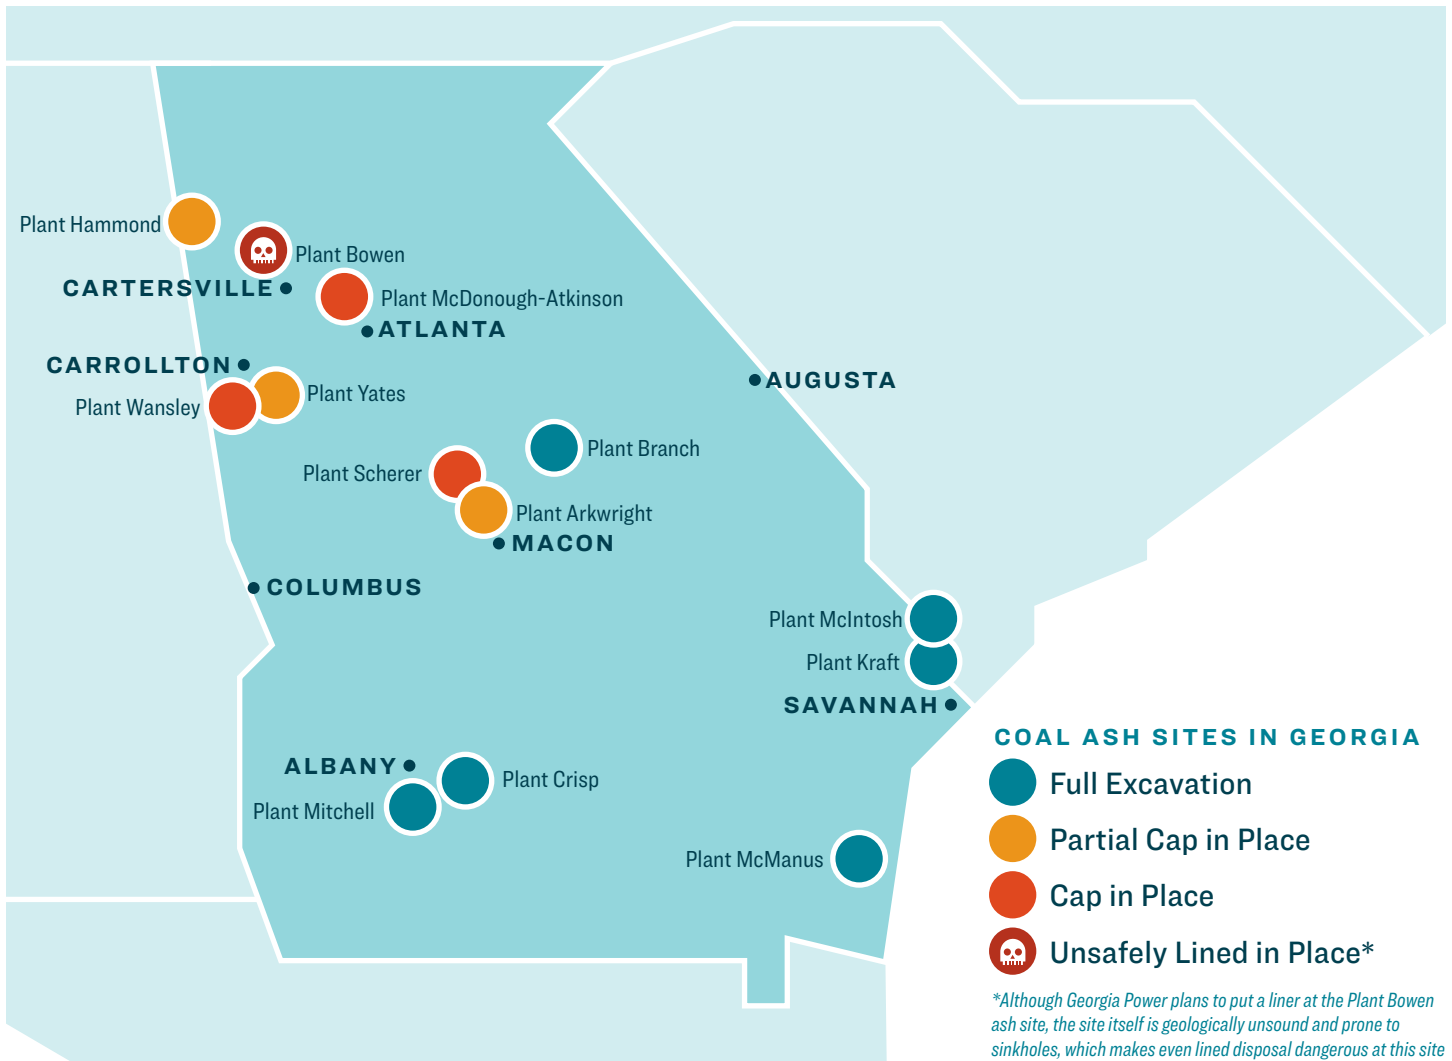 Plant Hammond
Plant Bowen
CARTERSVILLE
Plant McDonough-Atkinson
ATLANTA
CARROLLTON
Plant Yates
Plant Wansley
AUGUSTA
Plant Branch
Plant Scherer
Plant Arkwright
MACON
COLUMBUS
Plant McIntosh
Plant Kraft
SAVANNAH
ALBANY
Plant Crisp
Plant Mitchell
Plant McManus
COAL ASH SITES IN GEORGIA
Full Excavation
Partial Cap in Place
Cap in Place
Unsafely Lined in Place*
*Although Georgia Power plans to put a liner at the Plant Bowen
ash site, the site itself is geologically unsound and prone to
sinkholes, which makes even lined disposal dangerous at this site